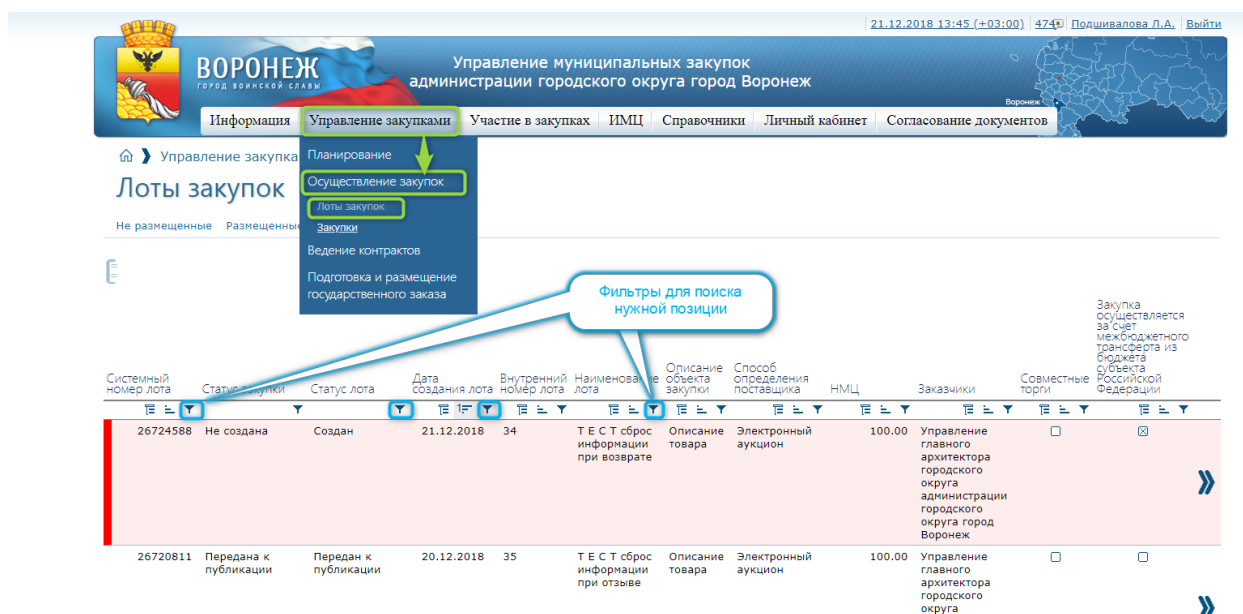 21.12.2018 13:45 (+03:00) 474 Подшивалова Л.А. Выйти
ВОРОНЕЖ
ГОРОД ВОИНСКОЙ СЛАВЫ
Управление муниципальных закупок
администрации городского округа город Воронеж
Воронеж
Информация Управление закупками Участие в закупках ИМЦ Справочники Личный кабинет Согласование документов
Управление закупка
Планирование
Лоты закупок
Осуществление закупок
Лоты закупок
Не размещенные Размещенные
Закупки
Ведение контрактов
Подготовка и размещение
государственного заказа
Фильтры для поиска
нужной позиции
Системный
номер лота
Статус закупки
Статус лота
Дата
создания лота
Внутренний
номер лота
Наименование
лота
Описание
объекта
закупки
Способ
определения
поставщика
НМЦ
Заказчики
Совместные
торги
Закупка
осуществляется
за счет
межбюджетного
трансферта из
бюджета
субъекта
Российской
Федерации
26724588 Не создана Создан 21.12.2018 34 Т Е С Т сброс Описание Электронный 100.00 Управление
информации товара аукцион главного
при возврате архитектора
городского
округа
администрации
городского
округа город
Воронеж
26720811 Передана к Передан к 20.12.2018 35 Т Е С Т сброс Описание Электронный 100.00 Управление
публикации публикации информации товара аукцион главного
при отзыве архитектора
городского
округа